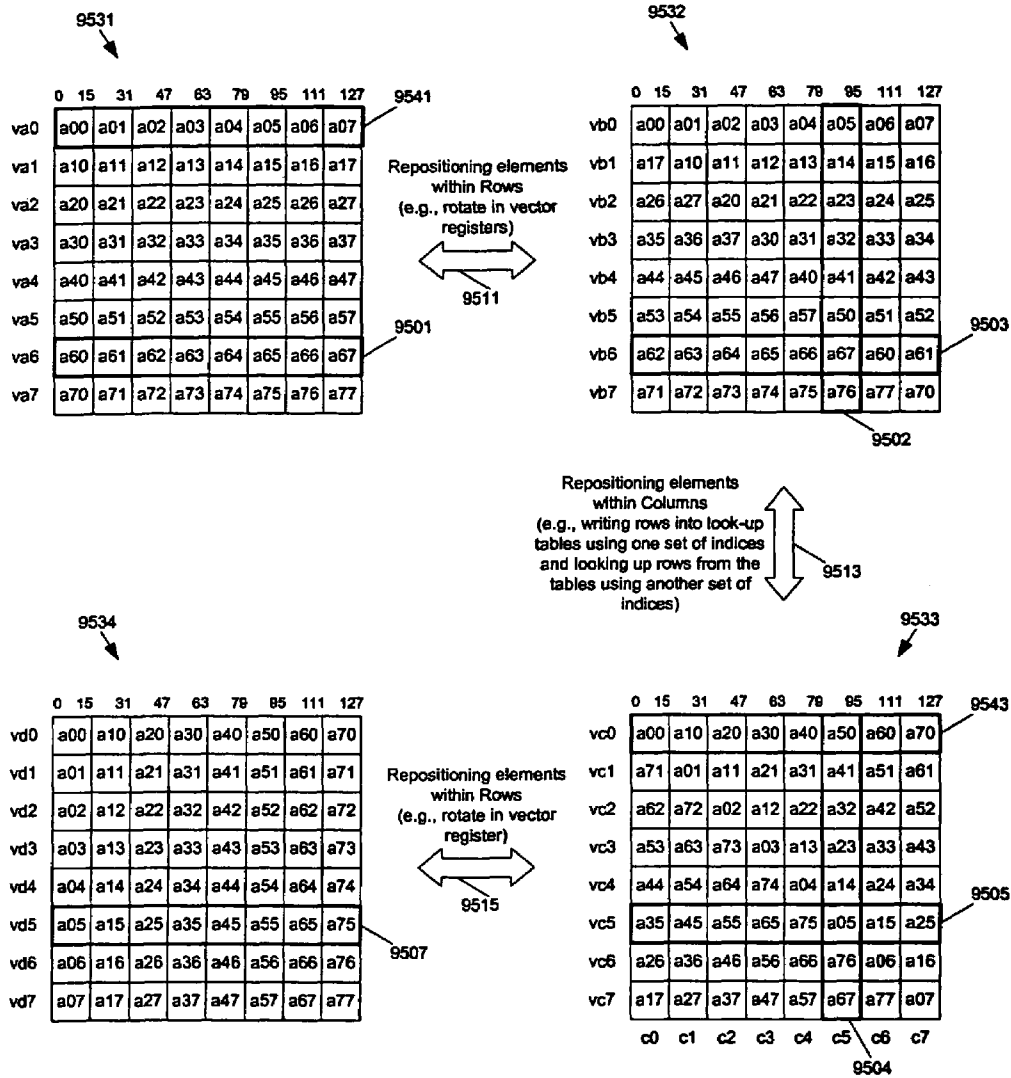 9531
9532
0 15 31 47 63 79 95 111 127
9541
va0 a00 a01 a02 a03 a04 a05 a06 a07
va1 a10 a11 a12 a13 a14 a15 a16 a17
va2 a20 a21 a22 a23 a24 a25 a26 a27
va3 a30 a31 a32 a33 a34 a35 a36 a37
va4 a40 a41 a42 a43 a44 a45 a46 a47
va5 a50 a51 a52 a53 a54 a55 a56 a57
9501
va6 a60 a61 a62 a63 a64 a65 a66 a67
va7 a70 a71 a72 a73 a74 a75 a76 a77
Repositioning elements
within Rows
(e.g., rotate in vector
registers)
9511
0 15 31 47 63 79 95 111 127
vb0 a00 a01 a02 a03 a04 a05 a06 a07
vb1 a17 a10 a11 a12 a13 a14 a15 a16
vb2 a26 a27 a20 a21 a22 a23 a24 a25
vb3 a35 a36 a37 a30 a31 a32 a33 a34
vb4 a44 a45 a46 a47 a40 a41 a42 a43
vb5 a53 a54 a55 a56 a57 a50 a51 a52
9503
vb6 a62 a63 a64 a65 a66 a67 a60 a61
vb7 a71 a72 a73 a74 a75 a76 a77 a70
9502
Repositioning elements
within Columns
(e.g., writing rows into look-up
tables using one set of indices
and looking up rows from the
tables using another set of
indices)
9513
9534
9533
0 15 31 47 63 79 95 111 127
vd0 a00 a10 a20 a30 a40 a50 a60 a70
vd1 a01 a11 a21 a31 a41 a51 a61 a71
vd2 a02 a12 a22 a32 a42 a52 a62 a72
vd3 a03 a13 a23 a33 a43 a53 a63 a73
vd4 a04 a14 a24 a34 a44 a54 a64 a74
vd5 a05 a15 a25 a35 a45 a55 a65 a75
9507
vd6 a06 a16 a26 a36 a46 a56 a66 a76
vd7 a07 a17 a27 a37 a47 a57 a67 a77
Repositioning elements
within Rows
(e.g., rotate in vector
register)
9515
0 15 31 47 63 79 95 111 127
9543
vc0 a00 a10 a20 a30 a40 a50 a60 a70
vc1 a71 a01 a11 a21 a31 a41 a51 a61
vc2 a62 a72 a02 a12 a22 a32 a42 a52
vc3 a53 a63 a73 a03 a13 a23 a33 a43
vc4 a44 a54 a64 a74 a04 a14 a24 a34
9505
vc5 a35 a45 a55 a65 a75 a05 a15 a25
vc6 a26 a36 a46 a56 a66 a76 a06 a16
vc7 a17 a27 a37 a47 a57 a67 a77 a07
c0 c1 c2 c3 c4 c5 c6 c7
9504